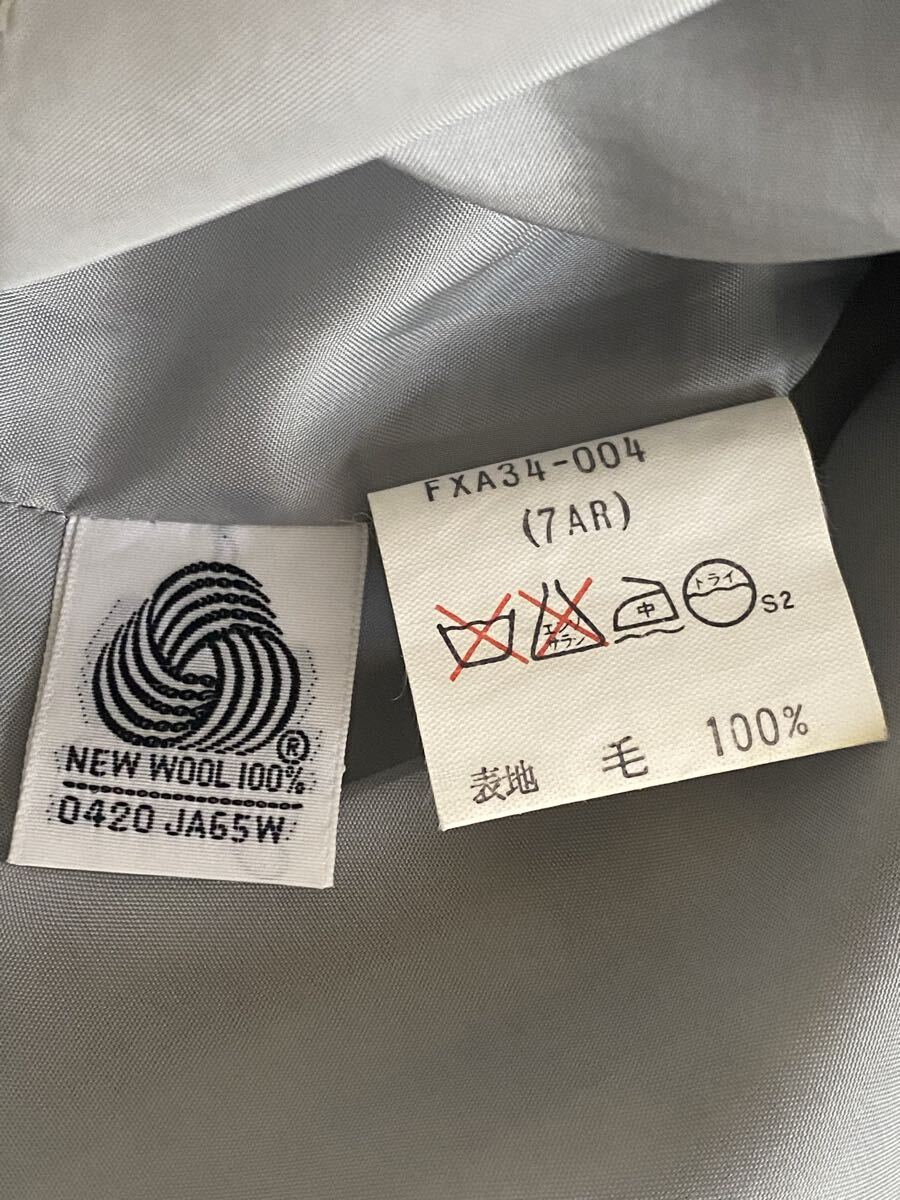 NEW WOOL 100%
®
0420 JA65W
FXA34-004
(7AR)
エンソ
サラシ
中
ドライ
S2
表地 毛 100%